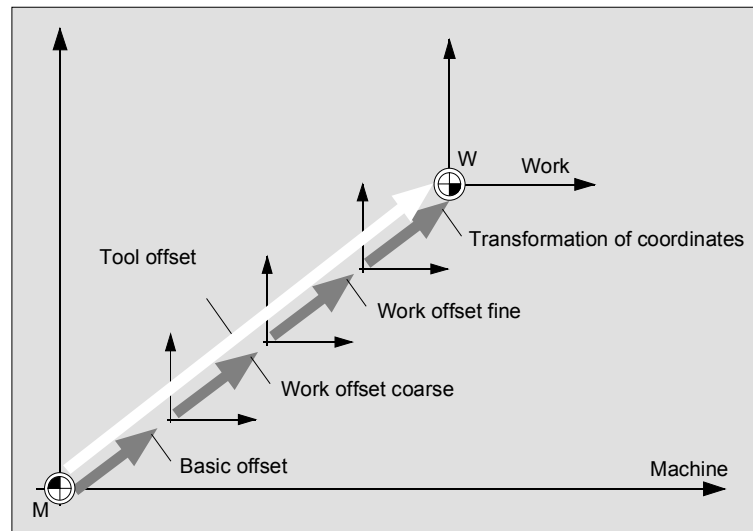 W
Work
Transformation of coordinates
Tool offset
Work offset fine
Work offset coarse
Basic offset
Machine
M